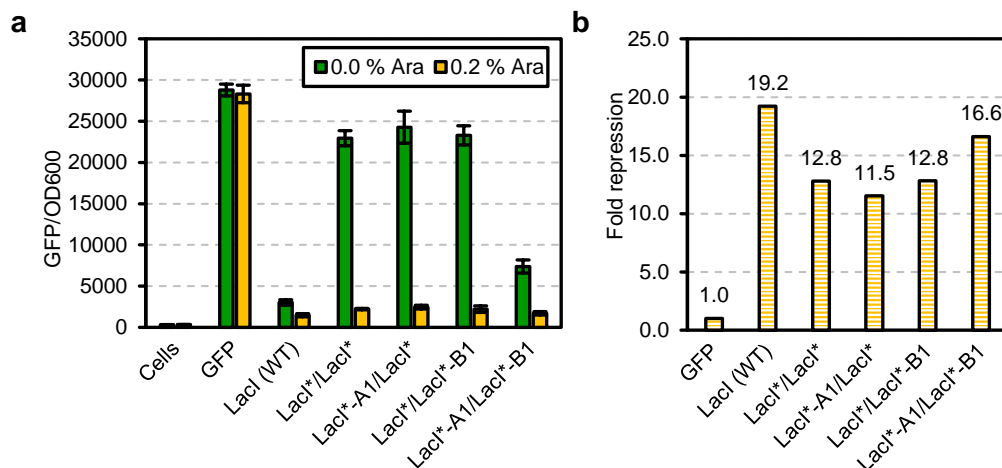 a
GFP/OD600
35000
30000
25000
20000
15000
10000
5000
0
0.0 % Ara
0.2 % Ara
Cells
GFP
LacI (WT)
LacI*/LacI*
LacI*-A1/LacI*
LacI*/LacI*-B1
LacI*-A1/LacI*-B1
b
Fold repression
25.0
20.0
15.0
10.0
5.0
0.0
1.0
19.2
12.8
11.5
12.8
16.6
GFP
LacI (WT)
LacI*/LacI*
LacI*-A1/LacI*
LacI*/LacI*-B1
LacI*-A1/LacI*-B1